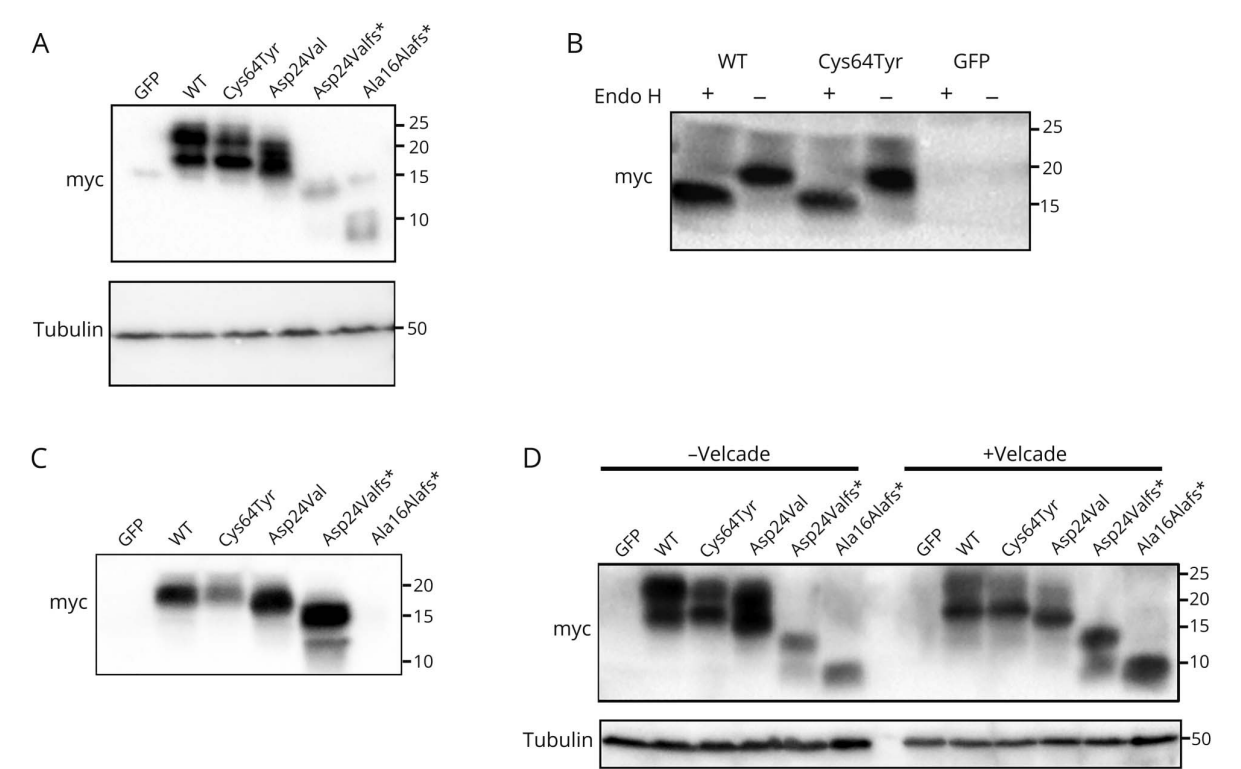 A
GFP
WT
Cys64Tyr
Asp24Val
Asp24Valfs*
Ala16Alafs*
myc
25
20
15
10
Tubulin
50
B
WT Cys64Tyr GFP
Endo H + – + – + –
myc
25
20
15
C
GFP
WT
Cys64Tyr
Asp24Val
Asp24Valfs*
Ala16Alafs*
myc
20
15
10
D
–Velcade +Velcade
GFP
WT
Cys64Tyr
Asp24Val
Asp24Valfs*
Ala16Alafs*
GFP
WT
Cys64Tyr
Asp24Val
Asp24Valfs*
Ala16Alafs*
myc
25
20
15
10
Tubulin
50